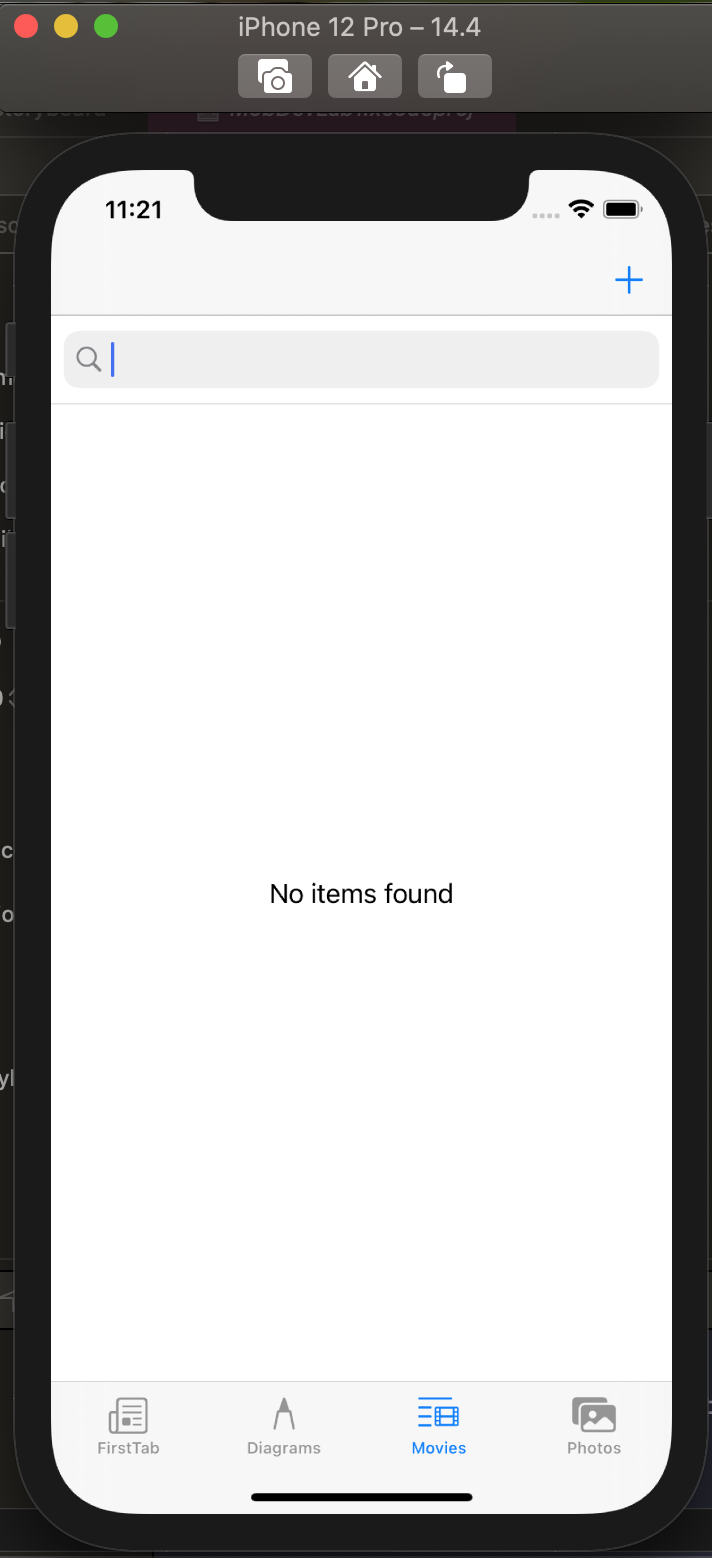 iPhone 12 Pro – 14.4
11:21
No items found
FirstTab
Diagrams
Movies
Photos